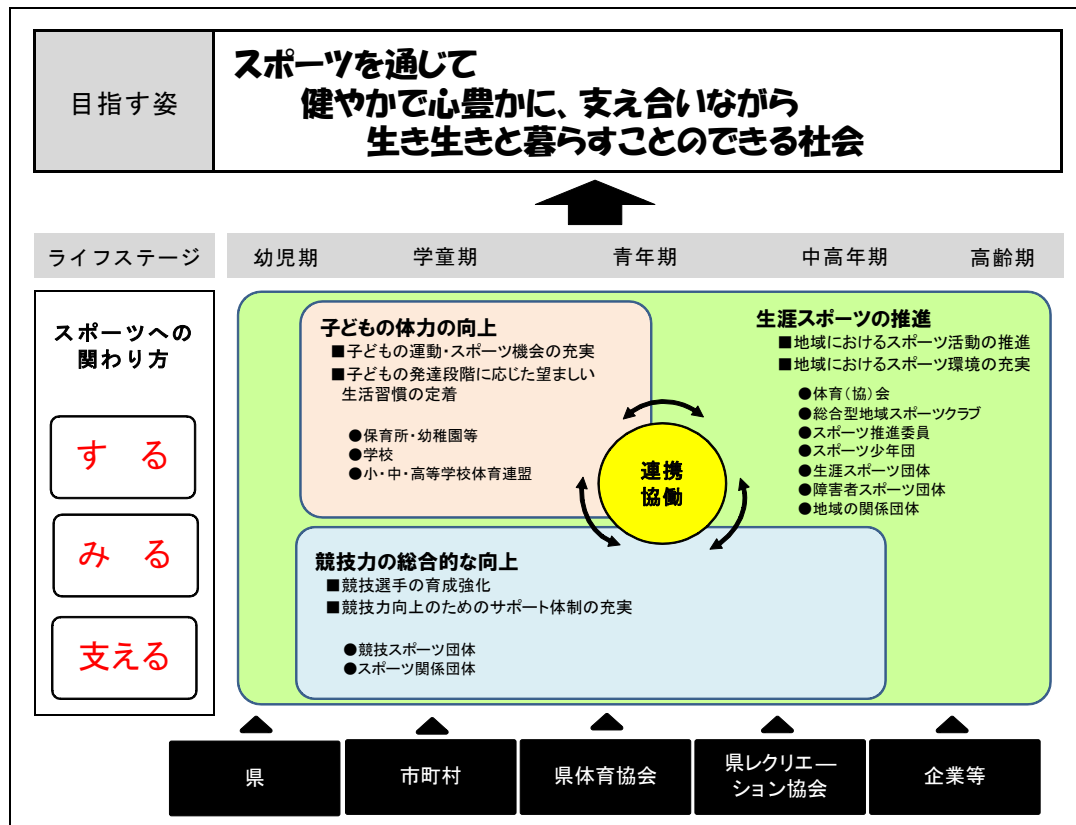 目指す姿
スポーツを通じて
健やかで心豊かに、支え合いながら
生き生きと暮らすことのできる社会
ライフステージ
幼児期 学童期 青年期 中高年期 高齢期
スポーツへの
関わり方
す る
み る
支える
子どもの体力の向上
■子どもの運動・スポーツ機会の充実
■子どもの発達段階に応じた望ましい
生活習慣の定着
●保育所・幼稚園等
●学校
●小・中・高等学校体育連盟
生涯スポーツの推進
■地域におけるスポーツ活動の推進
■地域におけるスポーツ環境の充実
●体育(協)会
●総合型地域スポーツクラブ
●スポーツ推進委員
●スポーツ少年団
●生涯スポーツ団体
●障害者スポーツ団体
●地域の関係団体
連携
協働
競技力の総合的な向上
■競技選手の育成強化
■競技力向上のためのサポート体制の充実
●競技スポーツ団体
●スポーツ関係団体
県
市町村
県体育協会
県レクリエー
ション協会
企業等